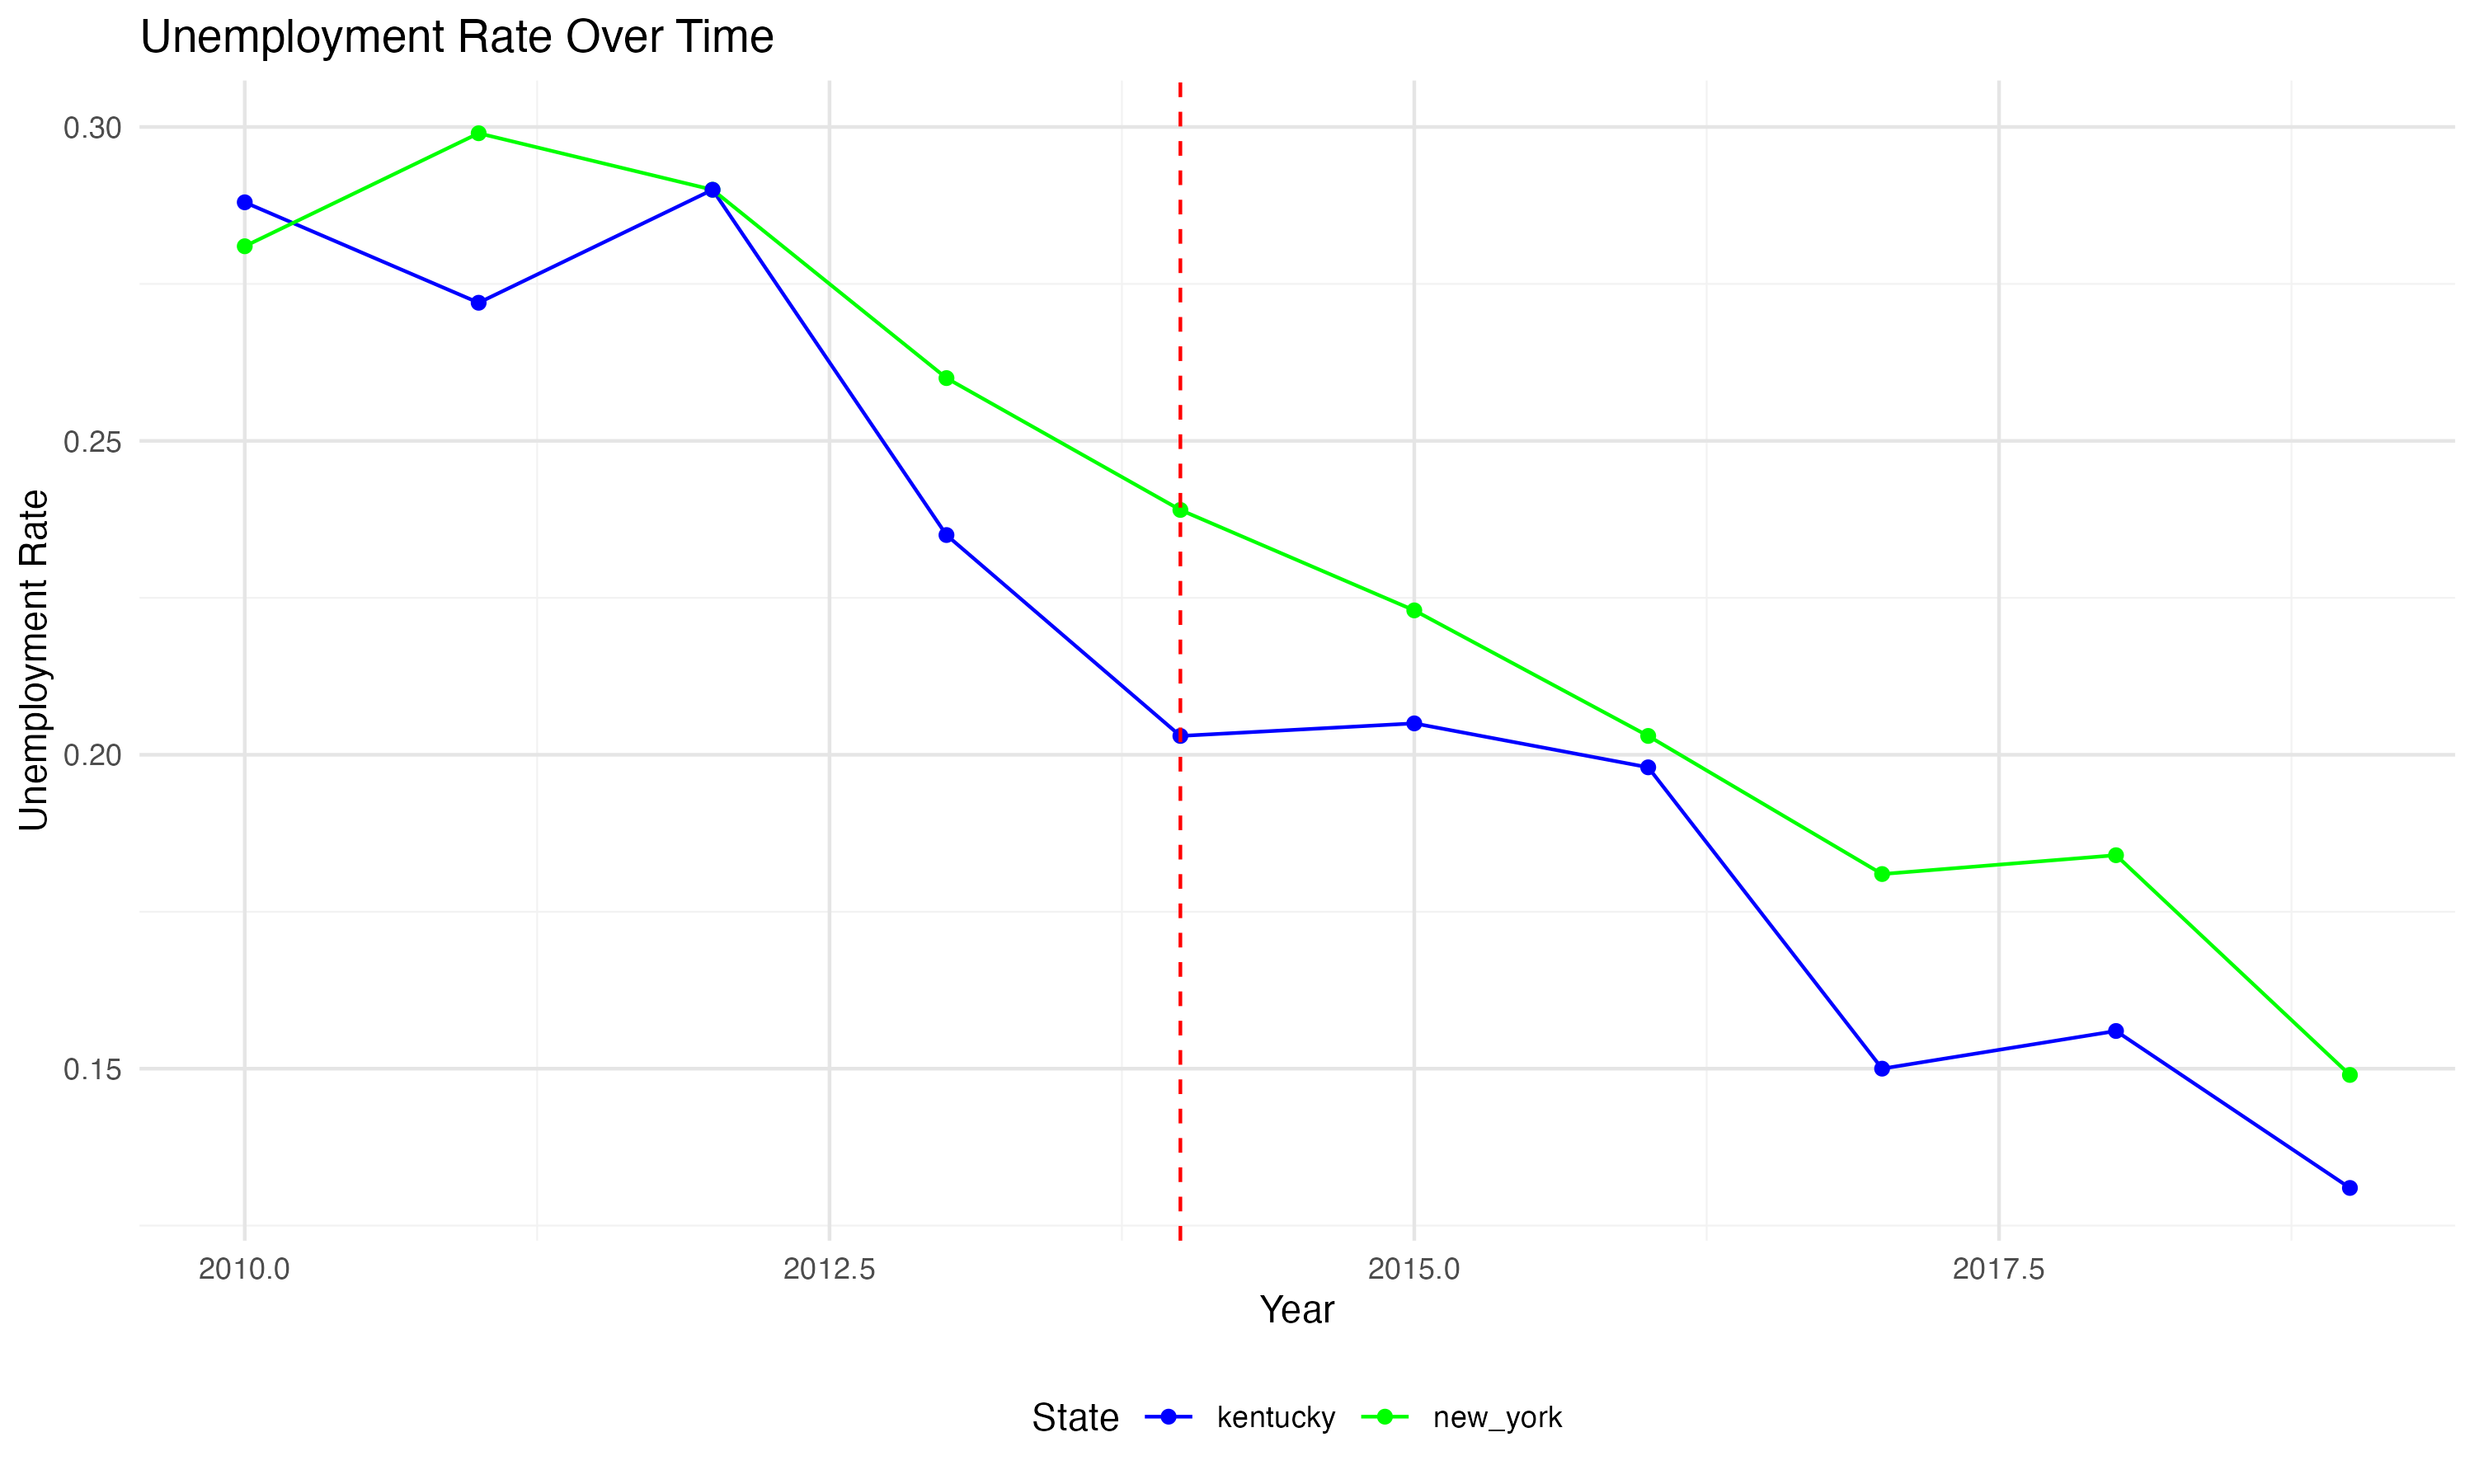 Unemployment Rate Over Time
Unemployment Rate
0.30
0.25
0.20
0.15
2010.0 2012.5 2015.0 2017.5
Year
State kentucky new_york